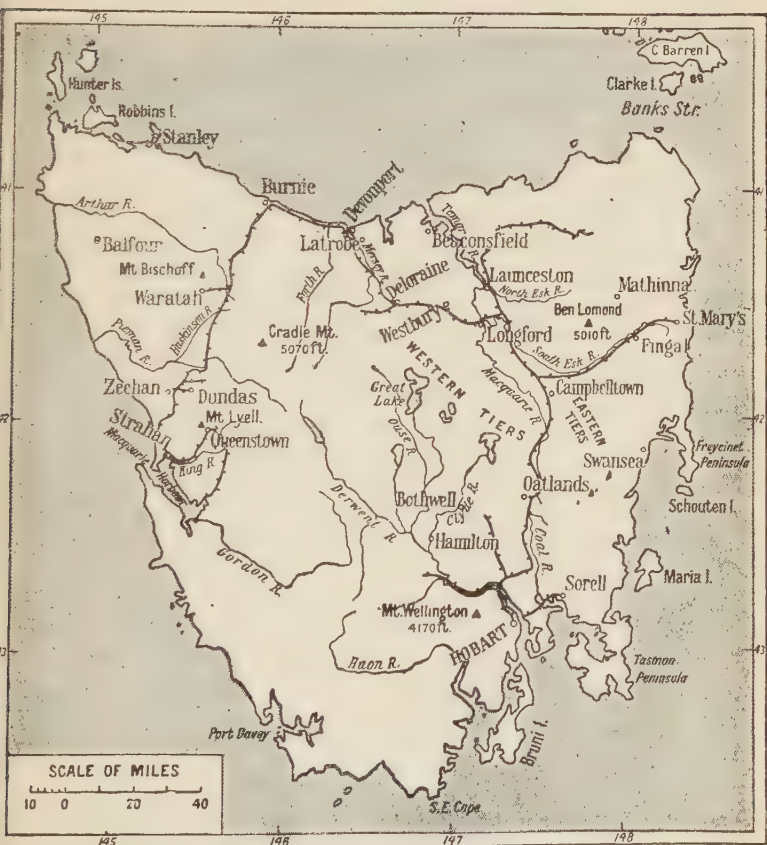 145
146
147
148
C Barren I.
Hunter Is.
Clarke I.
Robbins I.
Banks Str.
Stanley
41
Burnie
Devonport
Arthur R.
Tamar R.
Balfour
Latrobe
Mersey R.
Beaconsfield
Mt Bischoff
Forth R.
Deloraine
Launceston
Waratah
North Esk R.
Mathinna
Ben Lomond
5010ft.
Westbury
St. Mary's
Longford
Pieman R.
Cradle Mt.
5070ft.
South Esk R.
Fingal
WESTERN
TIERS
Macquarie R.
Zechan
Dundas
Great
Lake
Campbelltown
42
Mt. Lyell.
EASTERN
TIERS
Strahan
Queenstown
Ouse R.
Freycinet
Peninsula
Macquarie
Harbour
King R.
Swansea
Oatlands
Schouten I.
Bothwell
Derwent R.
Hamilton
Coal R.
Gordon R.
Maria I.
Sorell
Mt. Wellington
4170ft.
HOBART
43
Huon R.
Tasman
Peninsula
Port Davey
Bruni I.
SCALE OF MILES
10 0 20 40
S.E. Cape
145
146
147
148